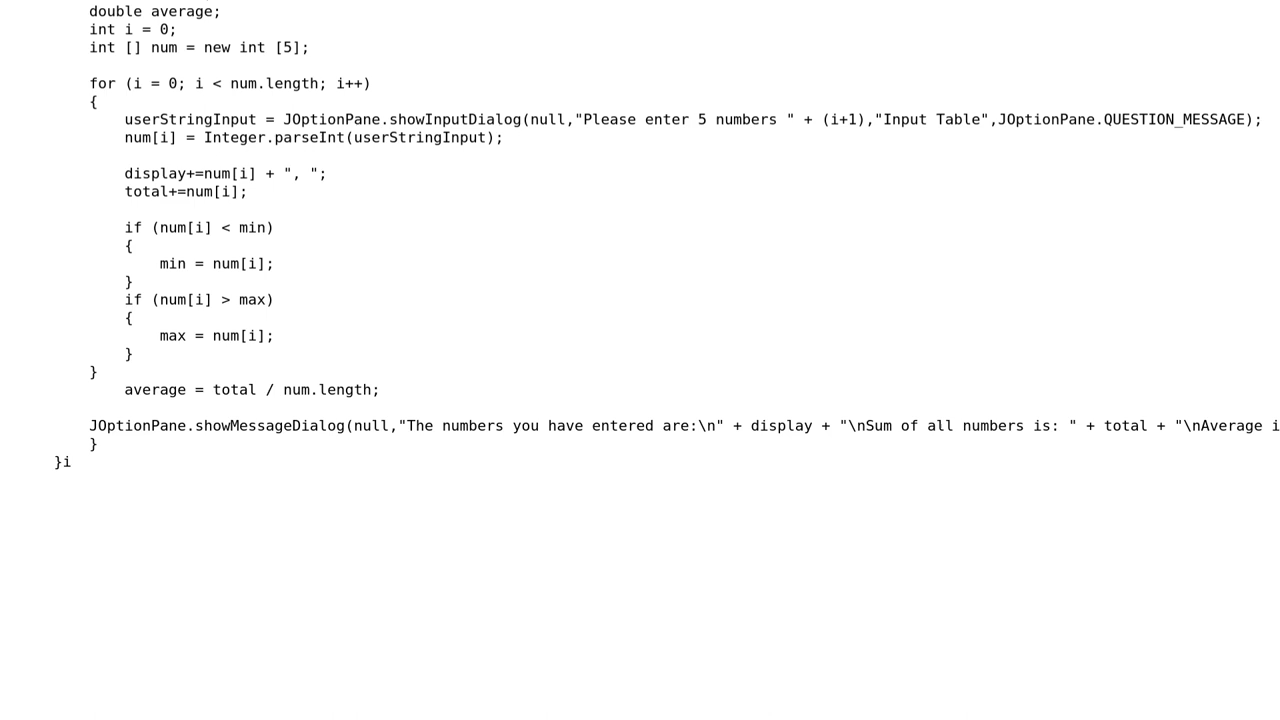 double average;
int i = 0;
int [] num = new int [5];
for (i = 0; i < num.length; i++)
{
userStringInput = JOptionPane.showInputDialog(null,"Please enter 5 numbers " + (i+1),"Input Table",JOptionPane.QUESTION_MESSAGE);
num[i] = Integer.parseInt(userStringInput);
display+=num[i] + ", ";
total+=num[i];
if (num[i] < min)
{
min = num[i];
}
if (num[i] > max)
{
max = num[i];
}
}
average = total / num.length;
JOptionPane.showMessageDialog(null,"The numbers you have entered are:\n" + display + "\nSum of all numbers is: " + total + "\nAverage i
}
}i